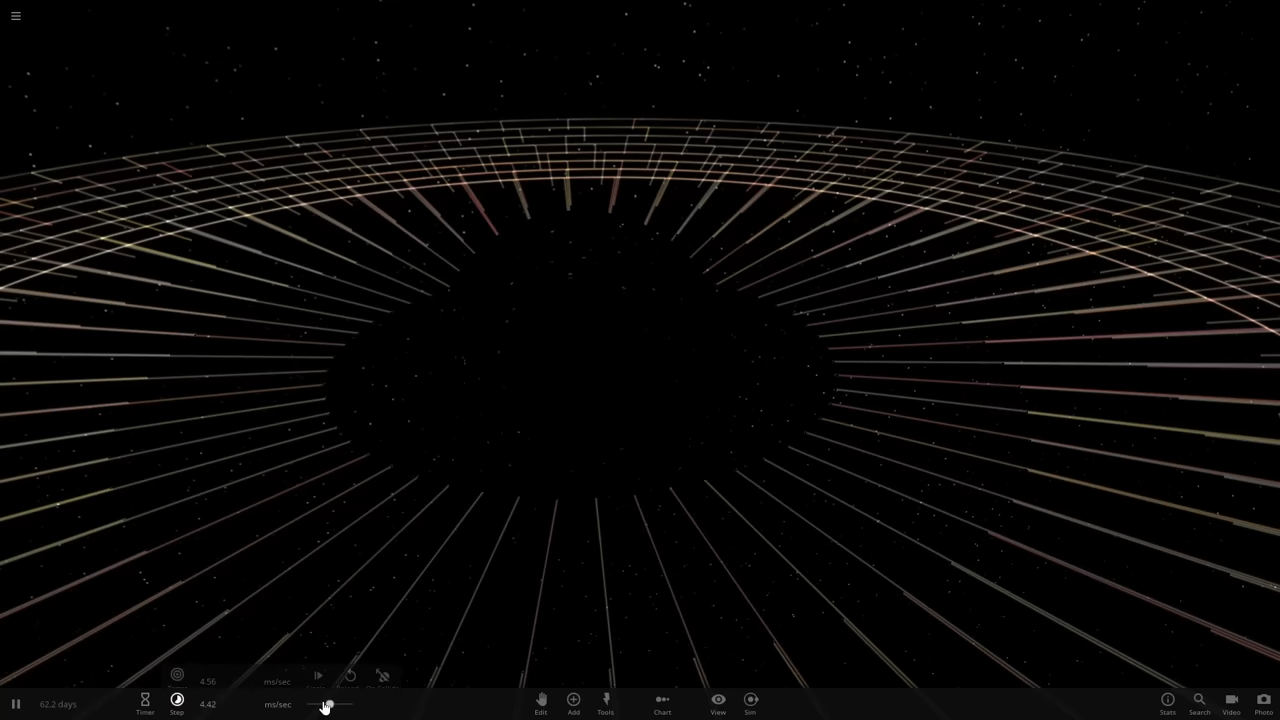 4.56 ms/sec
62.2 days
Timer
Step
4.42 ms/sec
Edit
Add
Tools
Chart
View
Sim
Stats
Search
Video
Photo